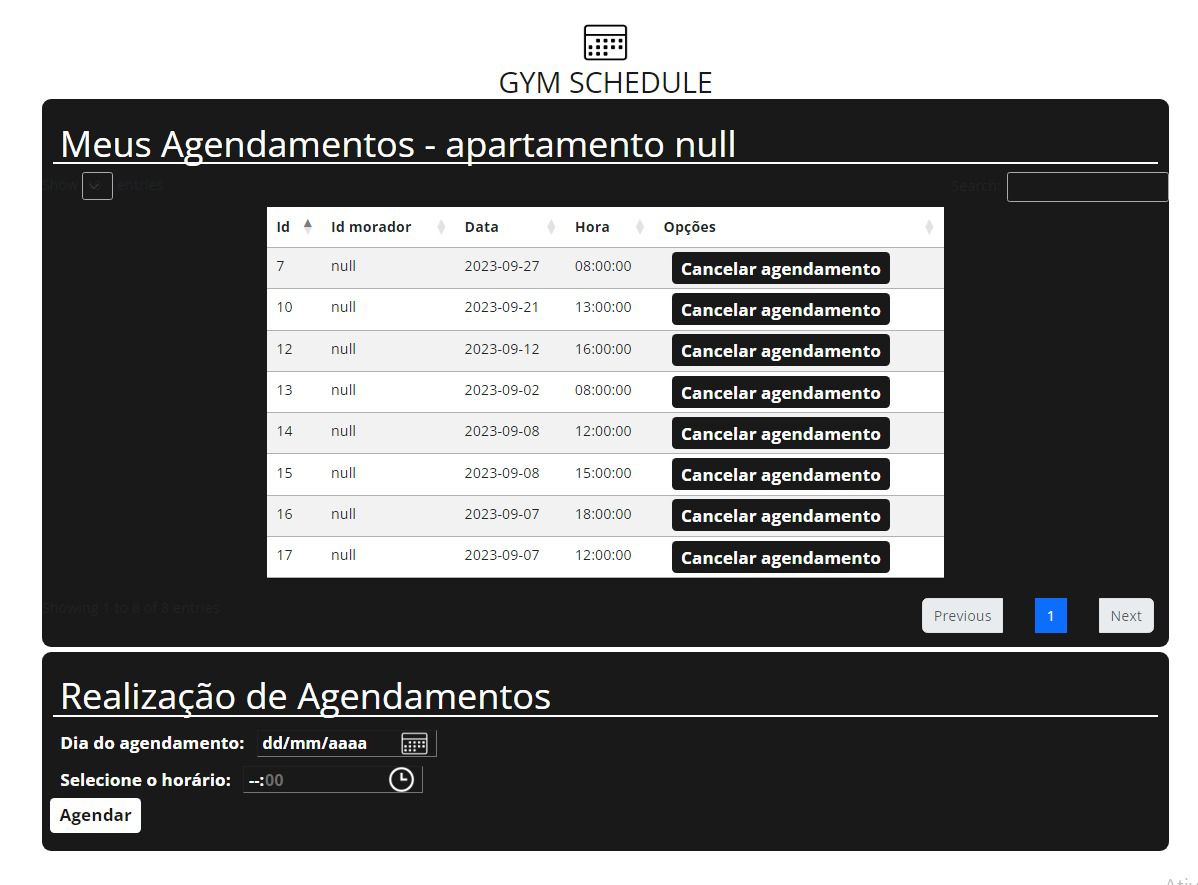 GYM SCHEDULE
Meus Agendamentos - apartamento null
Show entries Search:
Id Id morador Data Hora Opções
7 null 2023-09-27 08:00:00 Cancelar agendamento
10 null 2023-09-21 13:00:00 Cancelar agendamento
12 null 2023-09-12 16:00:00 Cancelar agendamento
13 null 2023-09-02 08:00:00 Cancelar agendamento
14 null 2023-09-08 12:00:00 Cancelar agendamento
15 null 2023-09-08 15:00:00 Cancelar agendamento
16 null 2023-09-07 18:00:00 Cancelar agendamento
17 null 2023-09-07 12:00:00 Cancelar agendamento
Showing 1 to 8 of 8 entries
Previous 1 Next
Realização de Agendamentos
Dia do agendamento: dd/mm/aaaa
Selecione o horário: --:00
Agendar